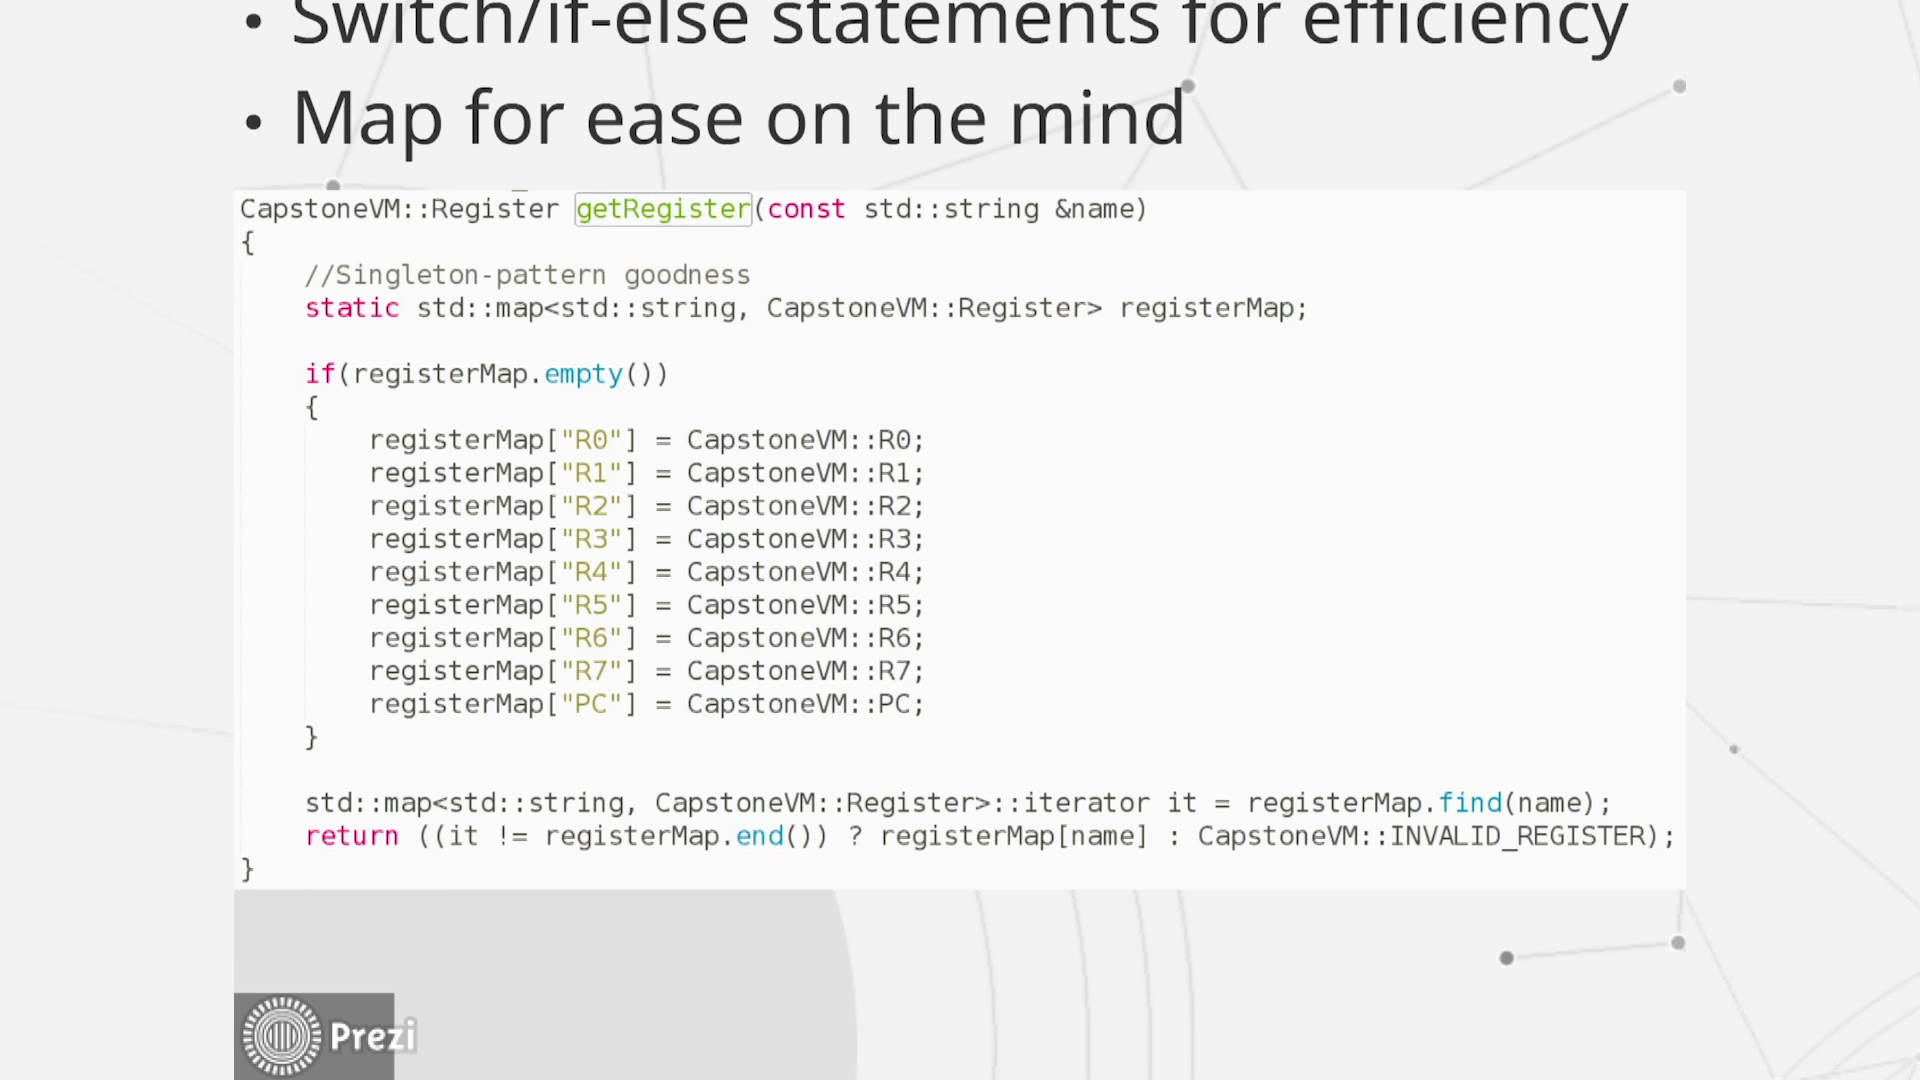 • Switch/if-else statements for efficiency
• Map for ease on the mind
CapstoneVM::Register getRegister(const std::string &name)
{
    //Singleton-pattern goodness
    static std::map<std::string, CapstoneVM::Register> registerMap;
    if(registerMap.empty())
    {
        registerMap["R0"] = CapstoneVM::R0;
        registerMap["R1"] = CapstoneVM::R1;
        registerMap["R2"] = CapstoneVM::R2;
        registerMap["R3"] = CapstoneVM::R3;
        registerMap["R4"] = CapstoneVM::R4;
        registerMap["R5"] = CapstoneVM::R5;
        registerMap["R6"] = CapstoneVM::R6;
        registerMap["R7"] = CapstoneVM::R7;
        registerMap["PC"] = CapstoneVM::PC;
    }
    std::map<std::string, CapstoneVM::Register>::iterator it = registerMap.find(name);
    return ((it != registerMap.end()) ? registerMap[name] : CapstoneVM::INVALID_REGISTER);
}
Prezi